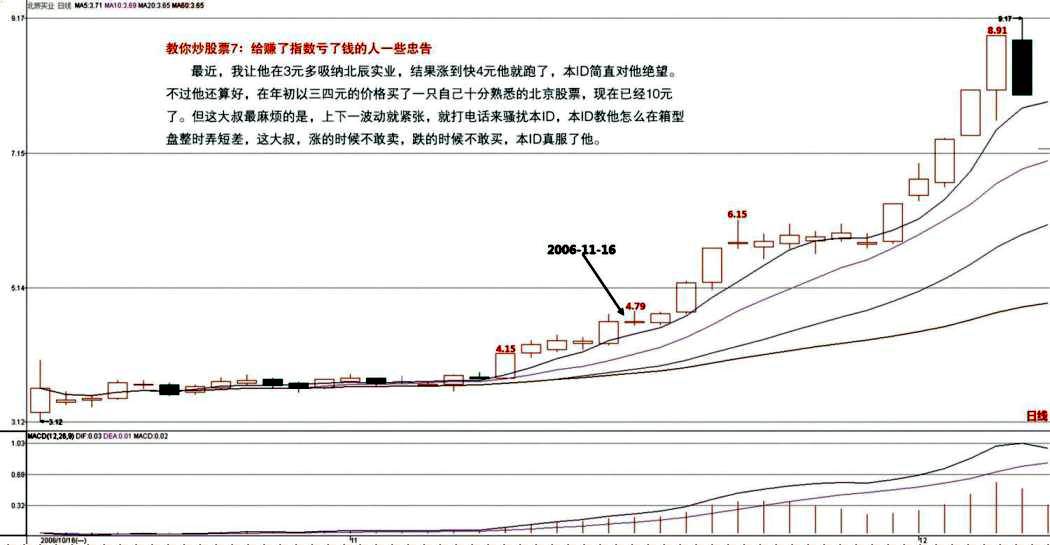 北辰实业 日线 MA5:3.71 MA10:3.69 MA20:3.65 MA60:3.65
9.17
9.17
8.91
教你炒股票7：给赚了指数亏了钱的人一些忠告
最近，我让他在3元多吸纳北辰实业，结果涨到快4元他就跑了，本ID简直对他绝望。
不过他还算好，在年初以三四元的价格买了一只自己十分熟悉的北京股票，现在已经10元
了。但这大叔最麻烦的是，上下一波动就紧张，就打电话来骚扰本ID，本ID教他怎么在箱型
盘整时弄短差，这大叔，涨的时候不敢卖，跌的时候不敢买，本ID真服了他。
7.15
6.15
2006-11-16
5.14
4.79
4.15
3.12
3.12
日线
MACD(12,26,9) DIF:0.03 DEA:0.01 MACD:0.02
1.03
0.69
0.32
2006/10/16(一)
11
12